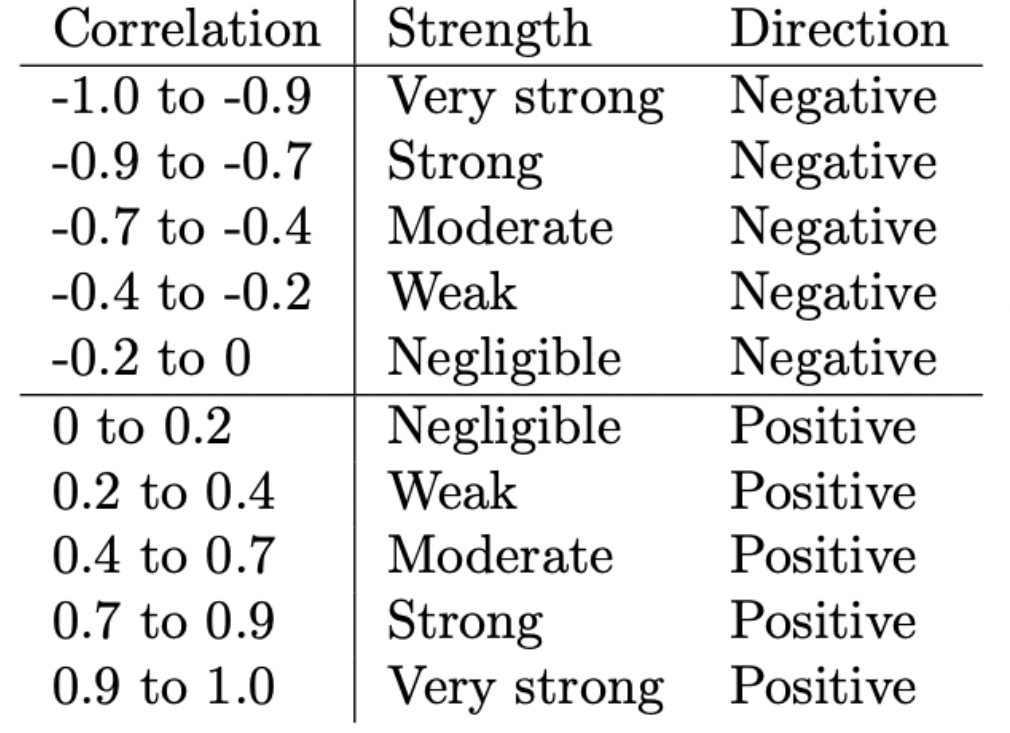 Correlation Strength Direction
-1.0 to -0.9 Very strong Negative
-0.9 to -0.7 Strong Negative
-0.7 to -0.4 Moderate Negative
-0.4 to -0.2 Weak Negative
-0.2 to 0 Negligible Negative
0 to 0.2 Negligible Positive
0.2 to 0.4 Weak Positive
0.4 to 0.7 Moderate Positive
0.7 to 0.9 Strong Positive
0.9 to 1.0 Very strong Positive